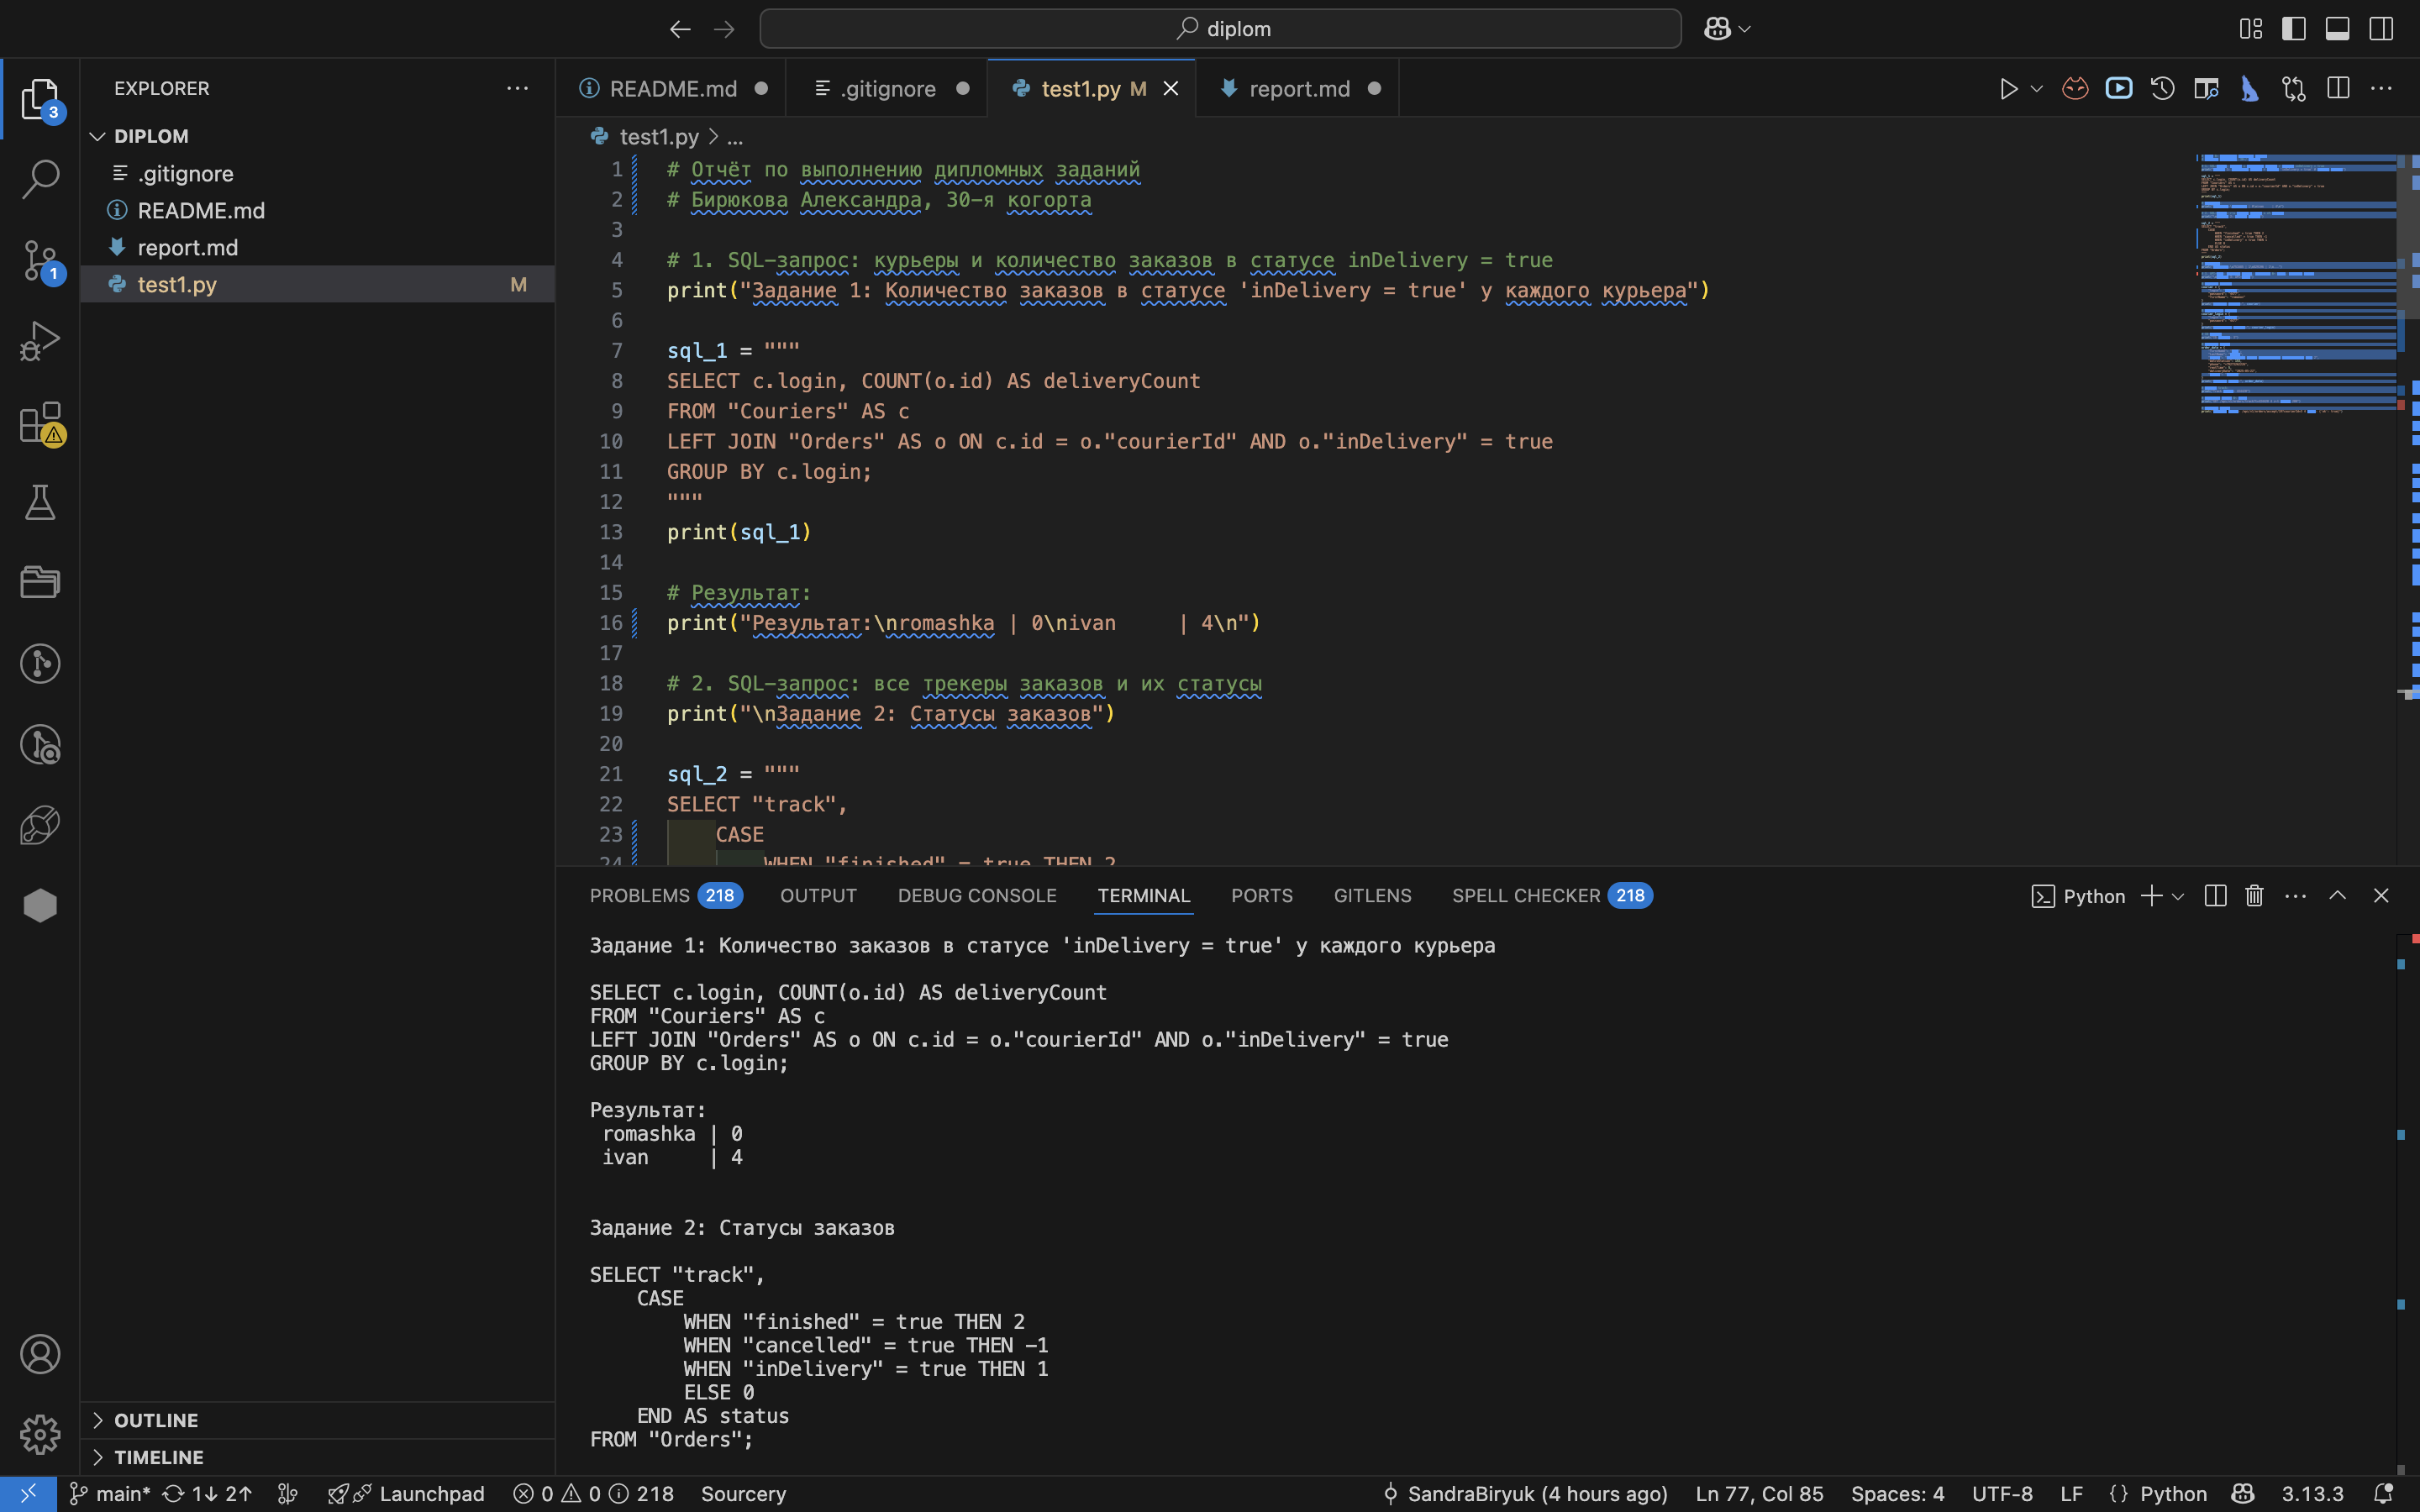 diplom
EXPLORER
3
DIPLOM
.gitignore
README.md
report.md
test1.py M
1
OUTLINE
TIMELINE
README.md
.gitignore
test1.py M
report.md
test1.py > ...
1 # Отчёт по выполнению дипломных заданий
2 # Бирюкова Александра, 30-я когорта
3
4 # 1. SQL-запрос: курьеры и количество заказов в статусе inDelivery = true
5 print("Задание 1: Количество заказов в статусе 'inDelivery = true' у каждого курьера")
6
7 sql_1 = """
8 SELECT c.login, COUNT(o.id) AS deliveryCount
9 FROM "Couriers" AS c
10 LEFT JOIN "Orders" AS o ON c.id = o."courierId" AND o."inDelivery" = true
11 GROUP BY c.login;
12 """
13 print(sql_1)
14
15 # Результат:
16 print("Результат:\nromashka | 0\nivan     | 4\n")
17
18 # 2. SQL-запрос: все трекеры заказов и их статусы
19 print("\nЗадание 2: Статусы заказов")
20
21 sql_2 = """
22 SELECT "track",
23     CASE
24         WHEN "finished" = true THEN 2
PROBLEMS 218 OUTPUT DEBUG CONSOLE TERMINAL PORTS GITLENS SPELL CHECKER 218 Python
Задание 1: Количество заказов в статусе 'inDelivery = true' у каждого курьера
SELECT c.login, COUNT(o.id) AS deliveryCount
FROM "Couriers" AS c
LEFT JOIN "Orders" AS o ON c.id = o."courierId" AND o."inDelivery" = true
GROUP BY c.login;
Результат:
romashka | 0
ivan     | 4
Задание 2: Статусы заказов
SELECT "track",
    CASE
        WHEN "finished" = true THEN 2
        WHEN "cancelled" = true THEN -1
        WHEN "inDelivery" = true THEN 1
        ELSE 0
    END AS status
FROM "Orders";
main* 1↓ 2↑ Launchpad 0 0 218 Sourcery SandraBiryuk (4 hours ago) Ln 77, Col 85 Spaces: 4 UTF-8 LF {} Python 3.13.3